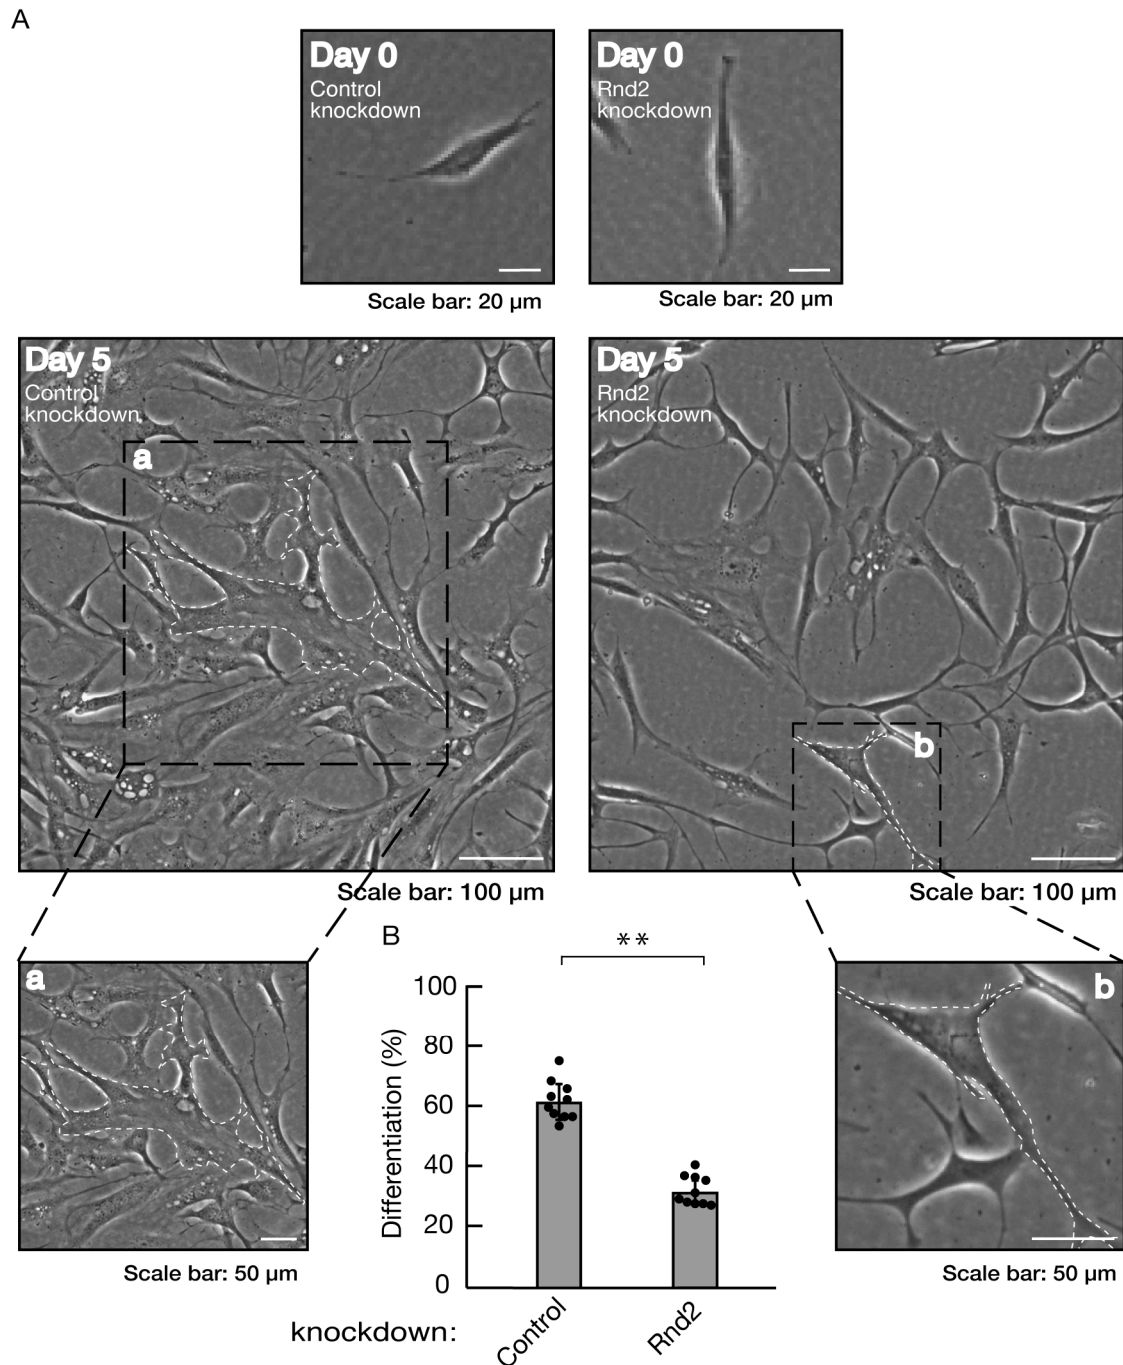 A
Day 0
Control
knockdown
Day 0
Rnd2
knockdown
Scale bar: 20 µm
Scale bar: 20 µm
Day 5
Control
knockdown
a
Day 5
Rnd2
knockdown
b
Scale bar: 100 µm
Scale bar: 100 µm
a
Scale bar: 50 µm
B
**
Differentiation (%)
100
80
60
40
20
0
knockdown:
Control
Rnd2
b
Scale bar: 50 µm